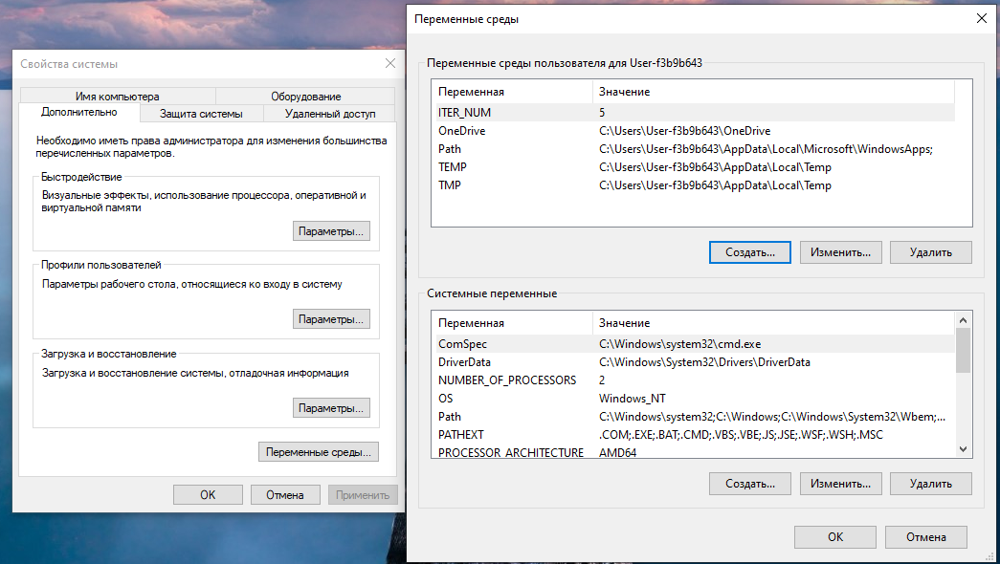 Свойства системы
Имя компьютера
Оборудование
Дополнительно
Защита системы
Удаленный доступ
Необходимо иметь права администратора для изменения большинства
перечисленных параметров.
Быстродействие
Визуальные эффекты, использование процессора, оперативной и
виртуальной памяти
Параметры...
Профили пользователей
Параметры рабочего стола, относящиеся ко входу в систему
Параметры...
Загрузка и восстановление
Загрузка и восстановление системы, отладочная информация
Параметры...
Переменные среды...
ОК
Отмена
Применить
Переменные среды
Переменные среды пользователя для User-f3b9b643
Переменная Значение
ITER_NUM 5
OneDrive C:\Users\User-f3b9b643\OneDrive
Path C:\Users\User-f3b9b643\AppData\Local\Microsoft\WindowsApps;
TEMP C:\Users\User-f3b9b643\AppData\Local\Temp
TMP C:\Users\User-f3b9b643\AppData\Local\Temp
Создать... Изменить... Удалить
Системные переменные
Переменная Значение
ComSpec C:\Windows\system32\cmd.exe
DriverData C:\Windows\System32\Drivers\DriverData
NUMBER_OF_PROCESSORS 2
OS Windows_NT
Path C:\Windows\system32;C:\Windows;C:\Windows\System32\Wbem;...
PATHEXT .COM;.EXE;.BAT;.CMD;.VBS;.VBE;.JS;.JSE;.WSF;.WSH;.MSC
PROCESSOR_ARCHITECTURE AMD64
Создать... Изменить... Удалить
ОК Отмена